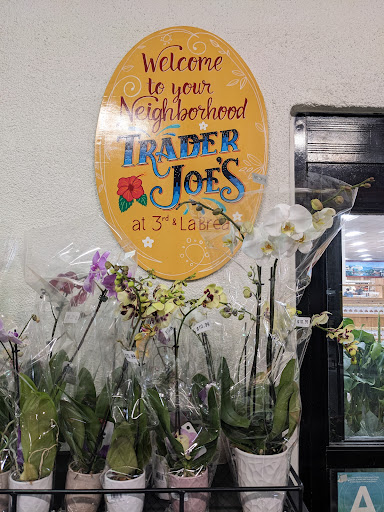 Welcome
to your
Neighborhood
TRADER
JOE'S
at 3rd & La Brea
A